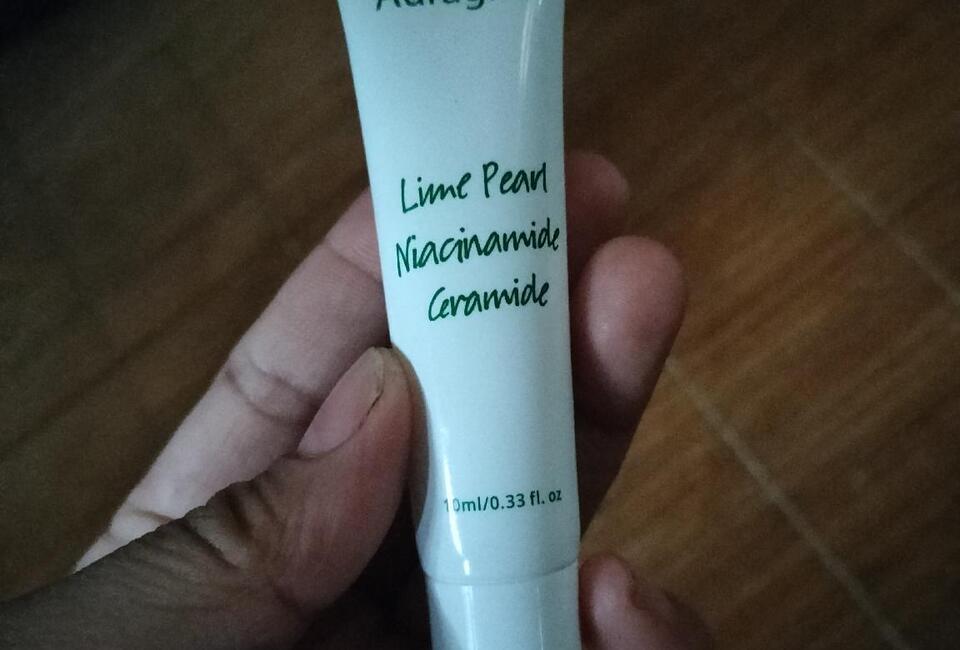 Lime Pearl
Niacinamide
Ceramide
10ml/0.33 fl. oz